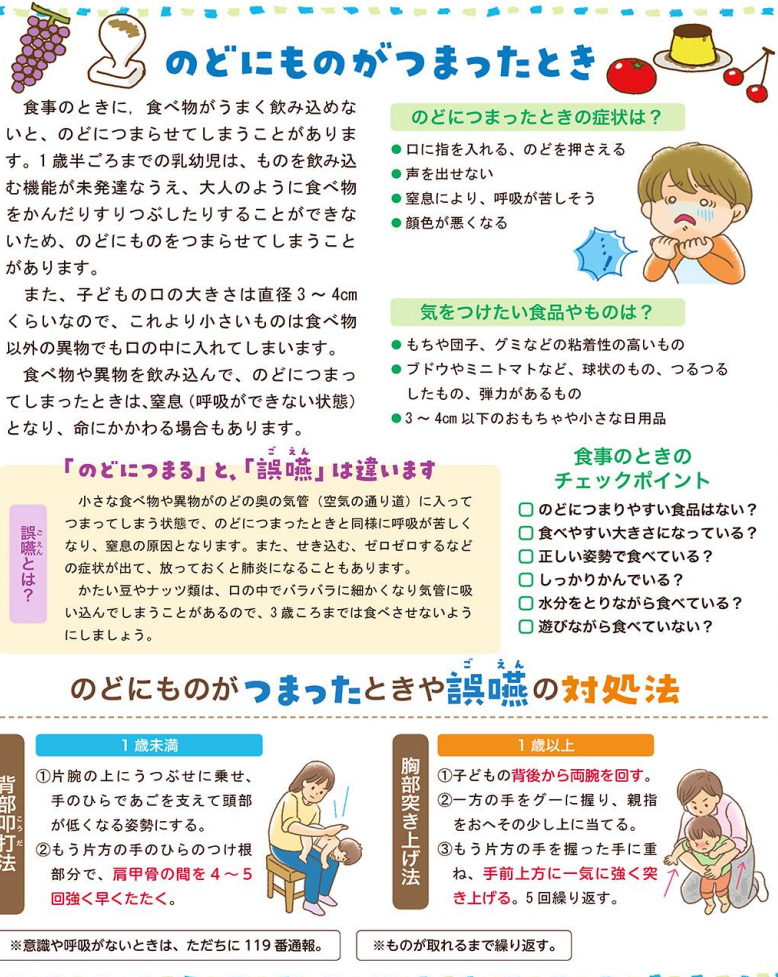 のどにものがつまったとき
食事のときに，食べ物がうまく飲み込めな
いと、のどにつまらせてしまうことがありま
す。1歳半ごろまでの乳幼児は、ものを飲み込
む機能が未発達なうえ、大人のように食べ物
をかんだりすりつぶしたりすることができな
いため、のどにものをつまらせてしまうこと
があります。
また、子どもの口の大きさは直径3～4cm
くらいなので、これより小さいものは食べ物
以外の異物でも口の中に入れてしまいます。
食べ物や異物を飲み込んで、のどにつまっ
てしまったときは、窒息（呼吸ができない状態）
となり、命にかかわる場合もあります。
のどにつまったときの症状は？
●口に指を入れる、のどを押さえる
●声を出せない
●窒息により、呼吸が苦しそう
●顔色が悪くなる
…！
気をつけたい食品やものは？
●もちや団子、グミなどの粘着性の高いもの
●ブドウやミニトマトなど、球状のもの、つるつる
したもの、弾力があるもの
●3～4cm以下のおもちゃや小さな日用品
「のどにつまる」と、「誤嚥」は違います
ご えん
誤嚥とは？
ご えん
小さな食べ物や異物がのどの奥の気管（空気の通り道）に入って
つまってしまう状態で、のどにつまったときと同様に呼吸が苦しく
なり、窒息の原因となります。また、せき込む、ゼロゼロするなど
の症状が出て、放っておくと肺炎になることもあります。
かたい豆やナッツ類は、口の中でバラバラに細かくなり気管に吸
い込んでしまうことがあるので、3歳ころまでは食べさせないよう
にしましょう。
食事のときの
チェックポイント
□のどにつまりやすい食品はない？
□食べやすい大きさになっている？
□正しい姿勢で食べている？
□しっかりかんでいる？
□水分をとりながら食べている？
□遊びながら食べていない？
ご えん
のどにものがつまったときや誤嚥の対処法
背部叩打法
こう だ
1歳未満
①片腕の上にうつぶせに乗せ、
手のひらであごを支えて頭部
が低くなる姿勢にする。
②もう片方の手のひらのつけ根
部分で、肩甲骨の間を4～5
回強く早くたたく。
胸部突き上げ法
1歳以上
①子どもの背後から両腕を回す。
②一方の手をグーに握り、親指
をおへその少し上に当てる。
③もう片方の手を握った手に重
ね、手前上方に一気に強く突
き上げる。5回繰り返す。
※意識や呼吸がないときは、ただちに119番通報。
※ものが取れるまで繰り返す。